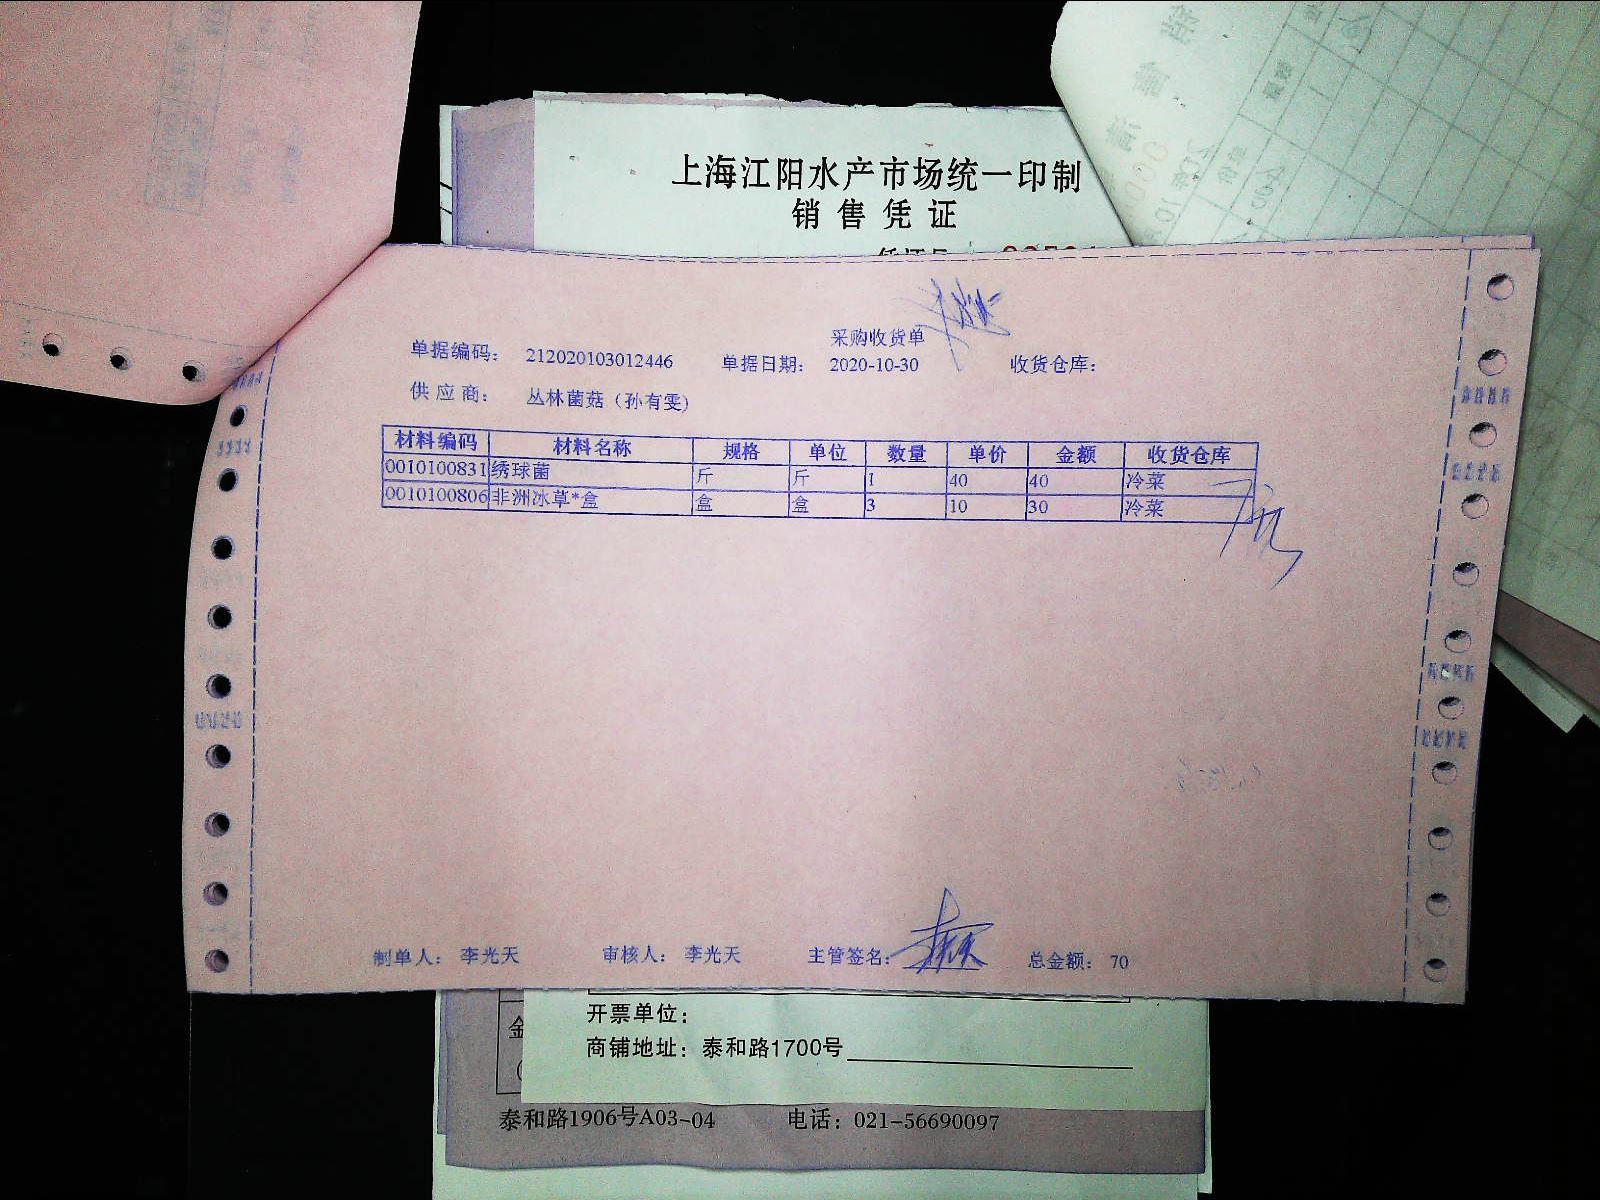 上海江阳水产市场统一印制
销售凭证
采购收货单
单据编码： 212020103012446 单据日期： 2020-10-30 收货仓库：
供应商： 丛林菌菇（孙有雯）
材料编码 材料名称 规格 单位 数量 单价 金额 收货仓库
0010100831 绣球菌 斤 斤 1 40 40 冷菜
0010100806 非洲冰草*盒 盒 盒 3 10 30 冷菜
制单人： 李光天 审核人： 李光天 主管签名： 总金额： 70
开票单位：
金
商铺地址：泰和路1700号
泰和路1906号A03-04 电话：021-56690097